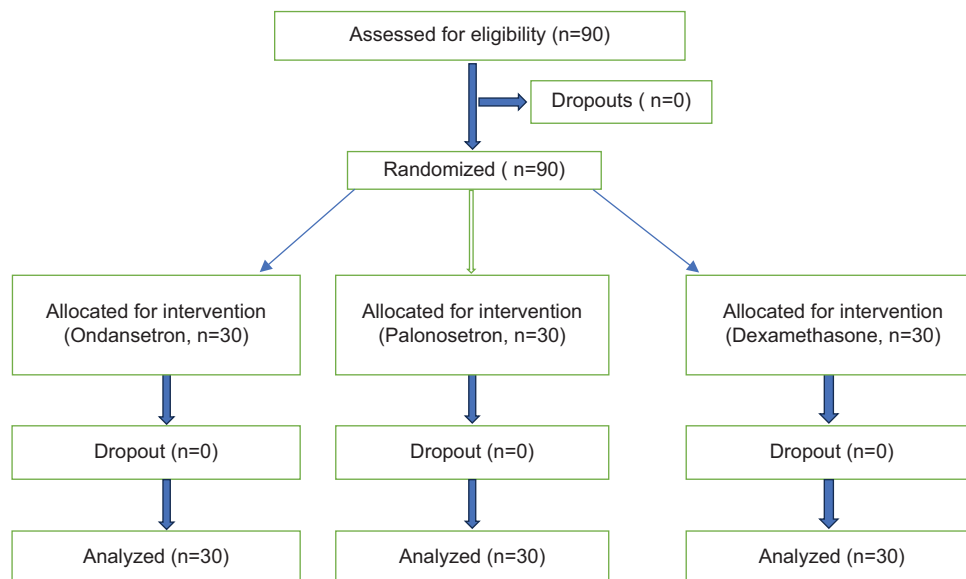 Assessed for eligibility (n=90)
Dropouts ( n=0)
Randomized ( n=90)
Allocated for intervention
(Ondansetron, n=30)
Allocated for intervention
(Palonosetron, n=30)
Allocated for intervention
(Dexamethasone, n=30)
Dropout (n=0)
Dropout (n=0)
Dropout (n=0)
Analyzed (n=30)
Analyzed (n=30)
Analyzed (n=30)